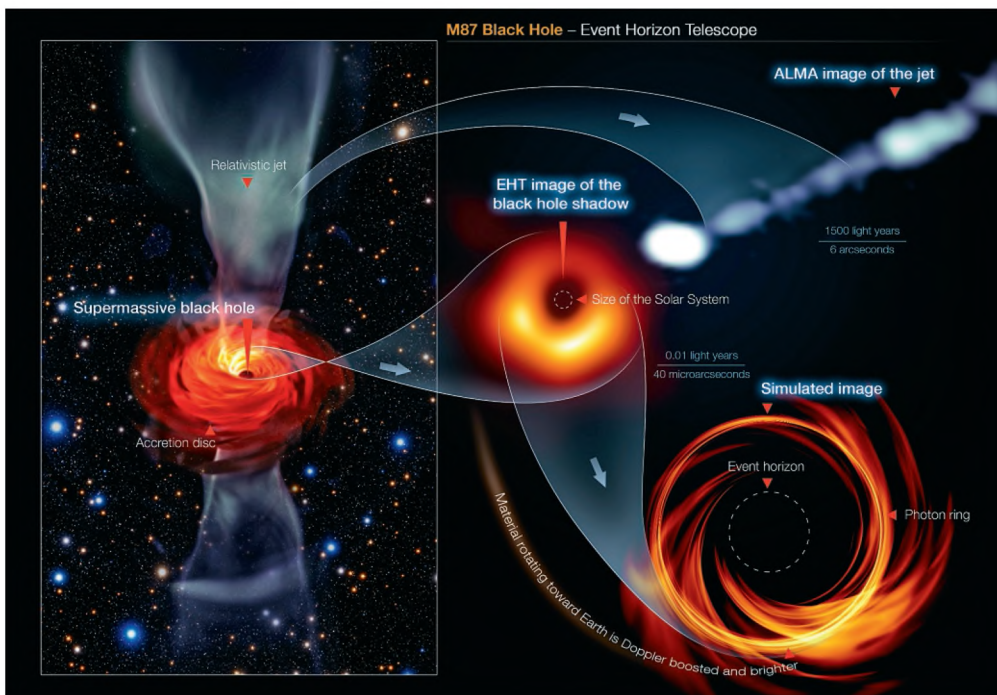 M87 Black Hole – Event Horizon Telescope
ALMA image of the jet
Relativistic jet
EHT image of the
black hole shadow
1500 light years
6 arcseconds
Size of the Solar System
Supermassive black hole
0.01 light years
40 microarcseconds
Simulated image
Accretion disc
Event horizon
Photon ring
Material rotating toward Earth is Doppler boosted and brighter